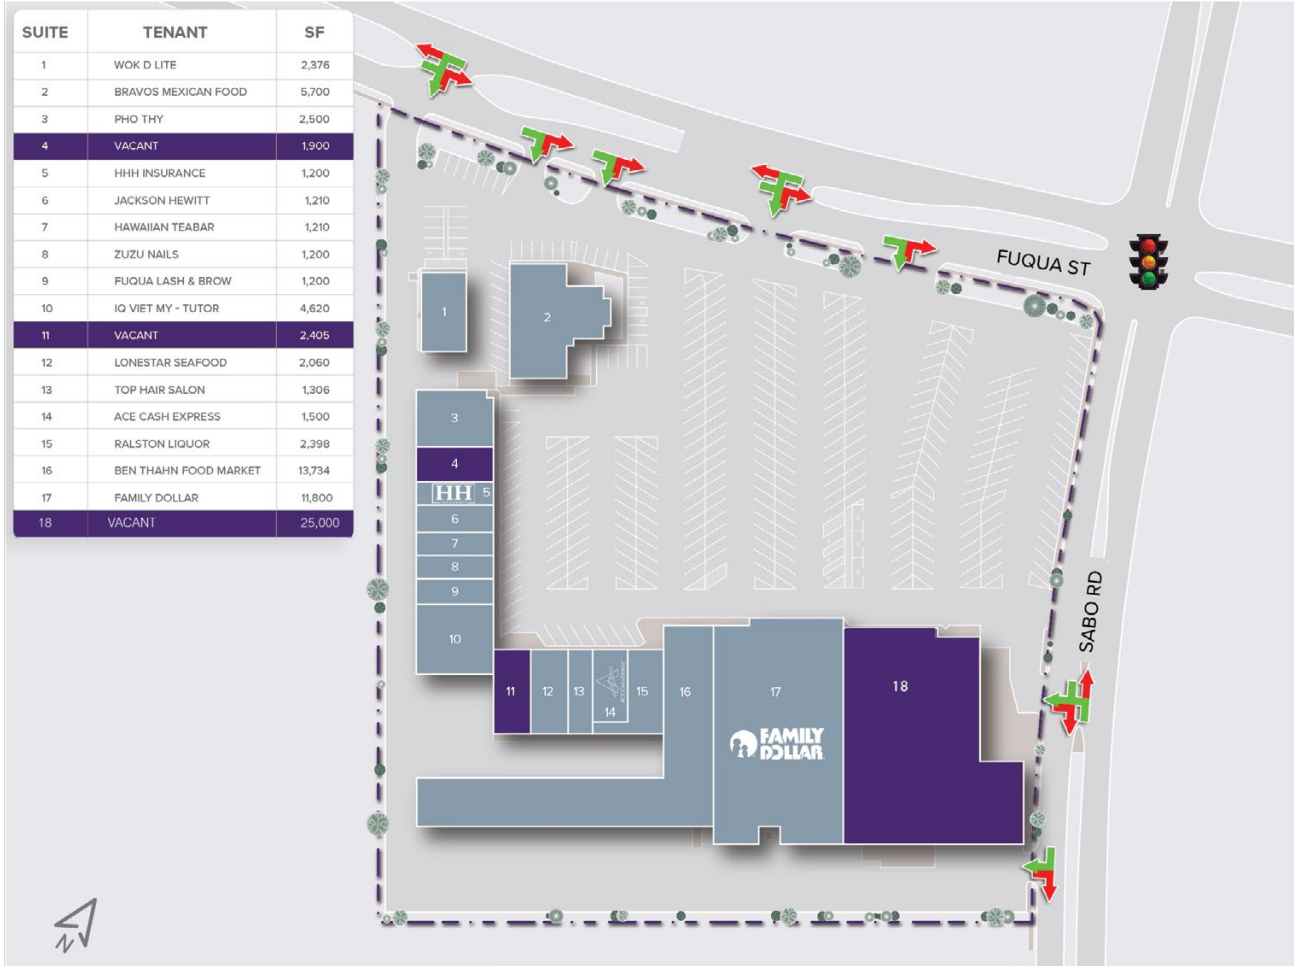 SUITE TENANT SF
1 WOK D LITE 2,376
2 BRAVOS MEXICAN FOOD 5,700
3 PHO THY 2,500
4 VACANT 1,900
5 HHH INSURANCE 1,200
6 JACKSON HEWITT 1,210
7 HAWAIIAN TEABAR 1,210
8 ZUZU NAILS 1,200
9 FUQUA LASH & BROW 1,200
10 IQ VIET MY - TUTOR 4,620
11 VACANT 2,405
12 LONESTAR SEAFOOD 2,060
13 TOP HAIR SALON 1,306
14 ACE CASH EXPRESS 1,500
15 RALSTON LIQUOR 2,398
16 BEN THAHN FOOD MARKET 13,734
17 FAMILY DOLLAR 11,800
18 VACANT 25,000
FUQUA ST
SABO RD
1
2
3
4
HH 5
6
7
8
9
10
11
12
13
14
15
16
17
FAMILY
DOLLAR
18
N